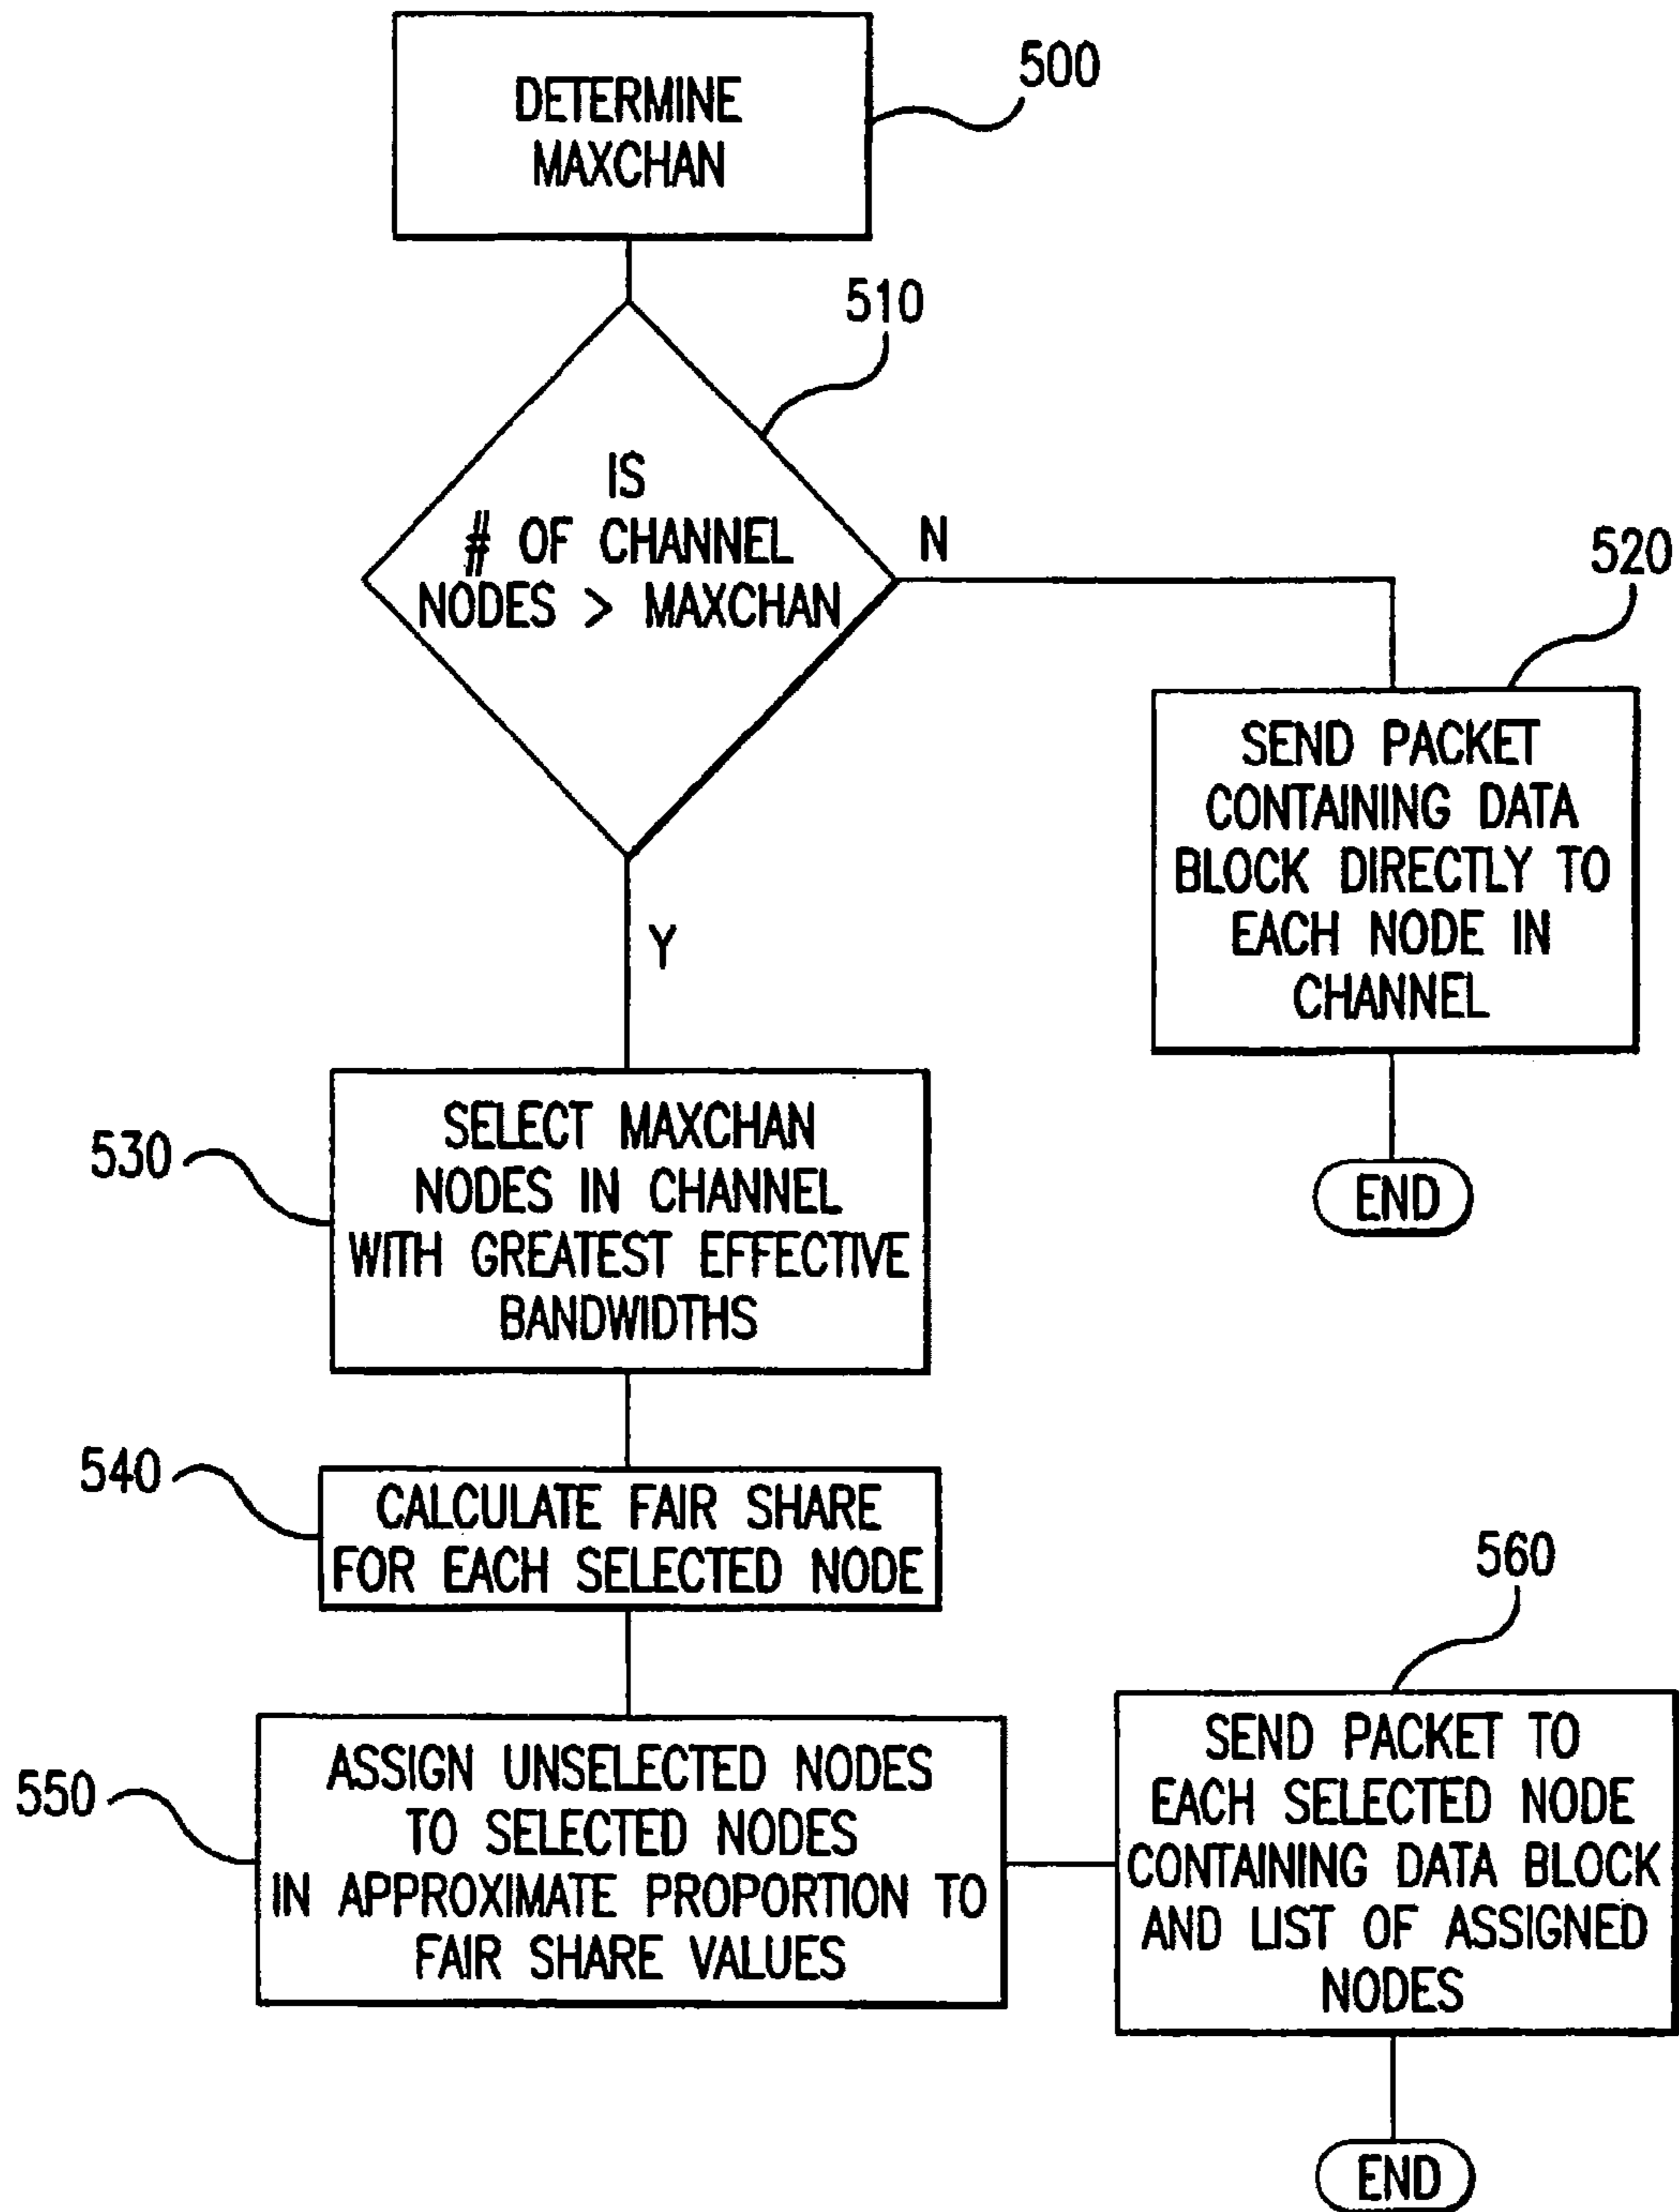 DETERMINE
MAXCHAN
500
510
IS
# OF CHANNEL
NODES > MAXCHAN
N
520
SEND PACKET
CONTAINING DATA
BLOCK DIRECTLY TO
EACH NODE IN
CHANNEL
END
Y
530
SELECT MAXCHAN
NODES IN CHANNEL
WITH GREATEST EFFECTIVE
BANDWIDTHS
540
CALCULATE FAIR SHARE
FOR EACH SELECTED NODE
550
ASSIGN UNSELECTED NODES
TO SELECTED NODES
IN APPROXIMATE PROPORTION TO
FAIR SHARE VALUES
560
SEND PACKET TO
EACH SELECTED NODE
CONTAINING DATA BLOCK
AND LIST OF ASSIGNED
NODES
END